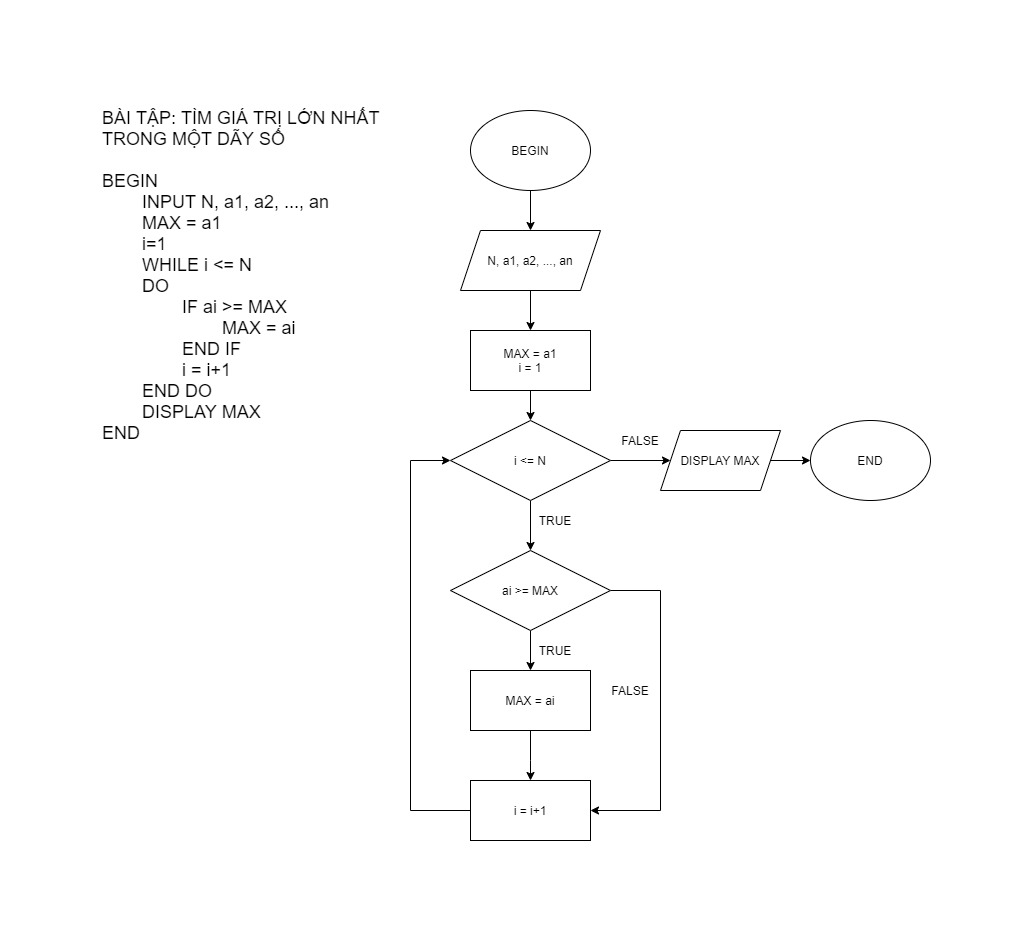 BÀI TẬP: TÌM GIÁ TRỊ LỚN NHẤT
TRONG MỘT DÃY SỐ
BEGIN
INPUT N, a1, a2, ..., an
MAX = a1
i=1
WHILE i <= N
DO
IF ai >= MAX
MAX = ai
END IF
i = i+1
END DO
DISPLAY MAX
END
BEGIN
N, a1, a2, ..., an
MAX = a1
i = 1
i <= N
FALSE
DISPLAY MAX
END
TRUE
ai >= MAX
TRUE
FALSE
MAX = ai
i = i+1